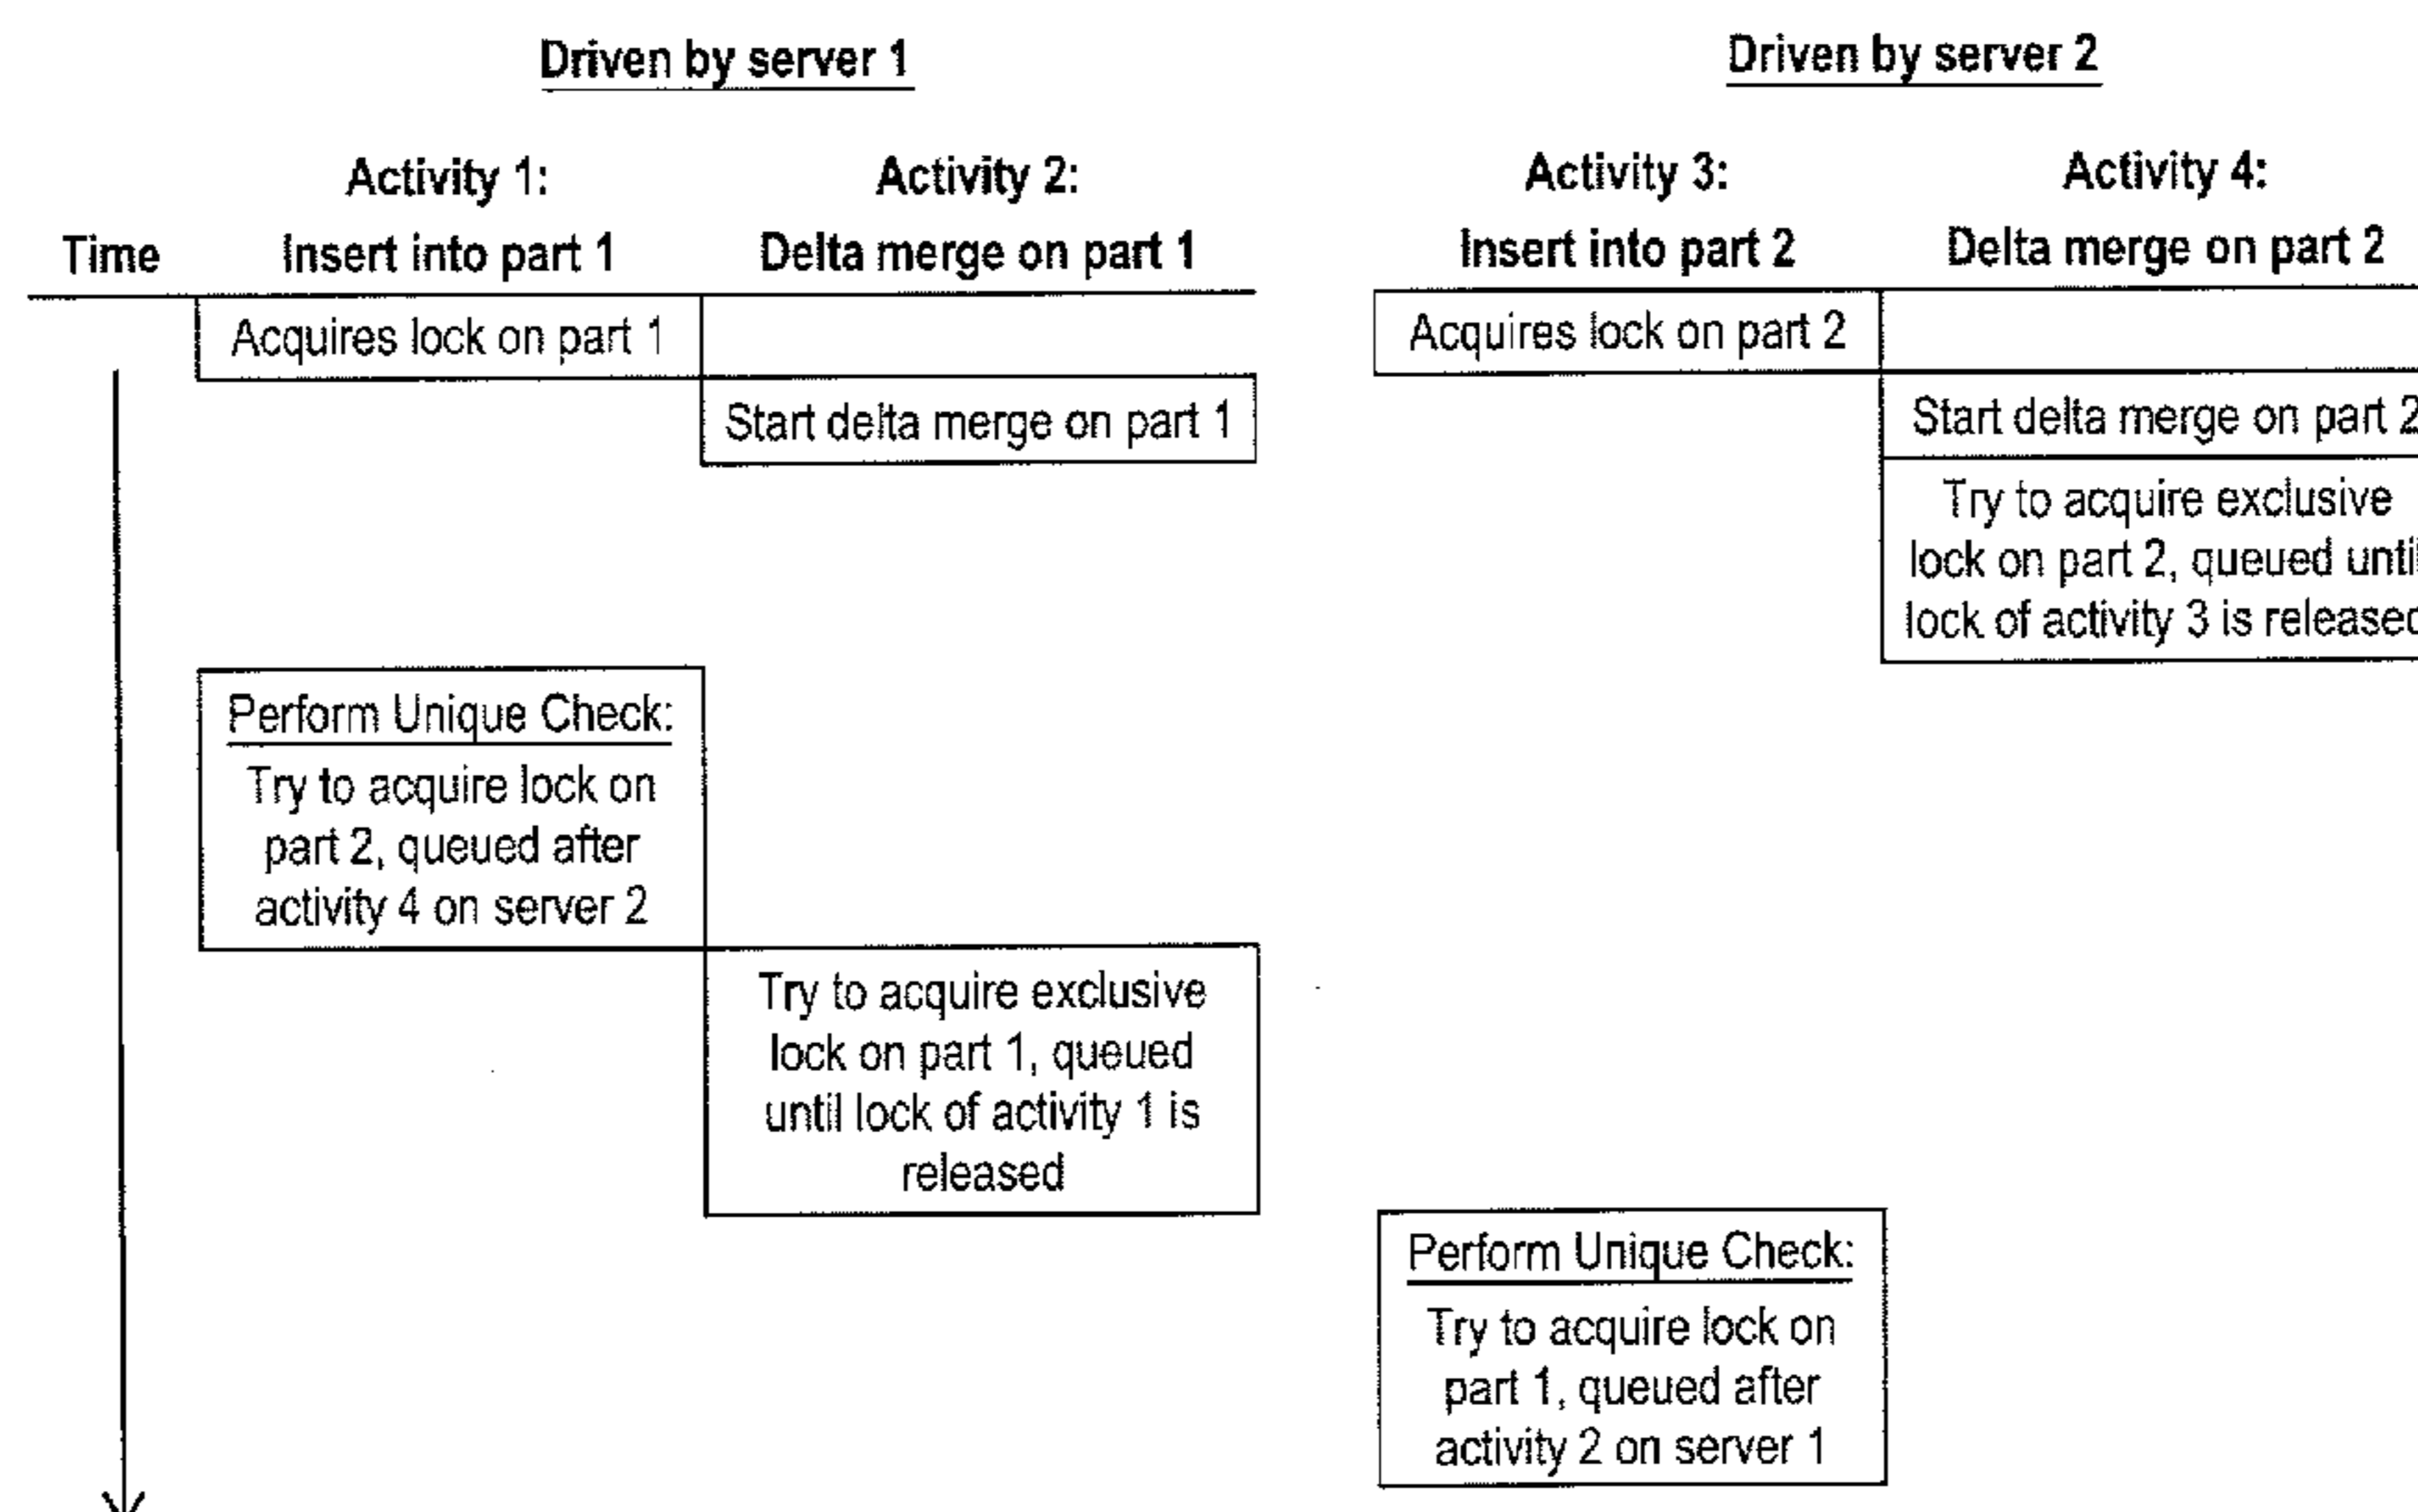 Driven by server 1
Driven by server 2
Activity 1:
Activity 2:
Activity 3:
Activity 4:
Time
Insert into part 1
Delta merge on part 1
Insert into part 2
Delta merge on part 2
Acquires lock on part 1
Acquires lock on part 2
Start delta merge on part 1
Start delta merge on part 2
Try to acquire exclusive
lock on part 2, queued until
lock of activity 3 is released
Perform Unique Check:
Try to acquire lock on
part 2, queued after
activity 4 on server 2
Try to acquire exclusive
lock on part 1, queued
until lock of activity 1 is
released
Perform Unique Check:
Try to acquire lock on
part 1, queued after
activity 2 on server 1